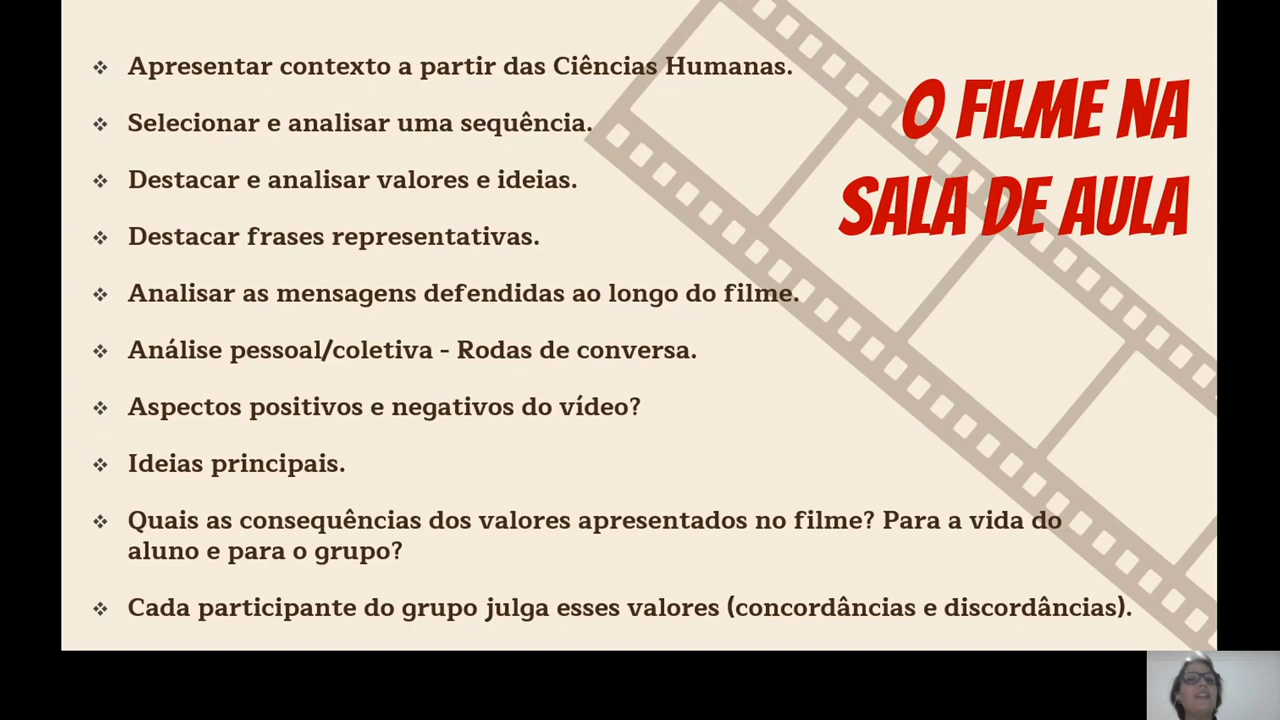 O FILME NA
SALA DE AULA
❖ Apresentar contexto a partir das Ciências Humanas.
❖ Selecionar e analisar uma sequência.
❖ Destacar e analisar valores e ideias.
❖ Destacar frases representativas.
❖ Analisar as mensagens defendidas ao longo do filme.
❖ Análise pessoal/coletiva - Rodas de conversa.
❖ Aspectos positivos e negativos do vídeo?
❖ Ideias principais.
❖ Quais as consequências dos valores apresentados no filme? Para a vida do
aluno e para o grupo?
❖ Cada participante do grupo julga esses valores (concordâncias e discordâncias).